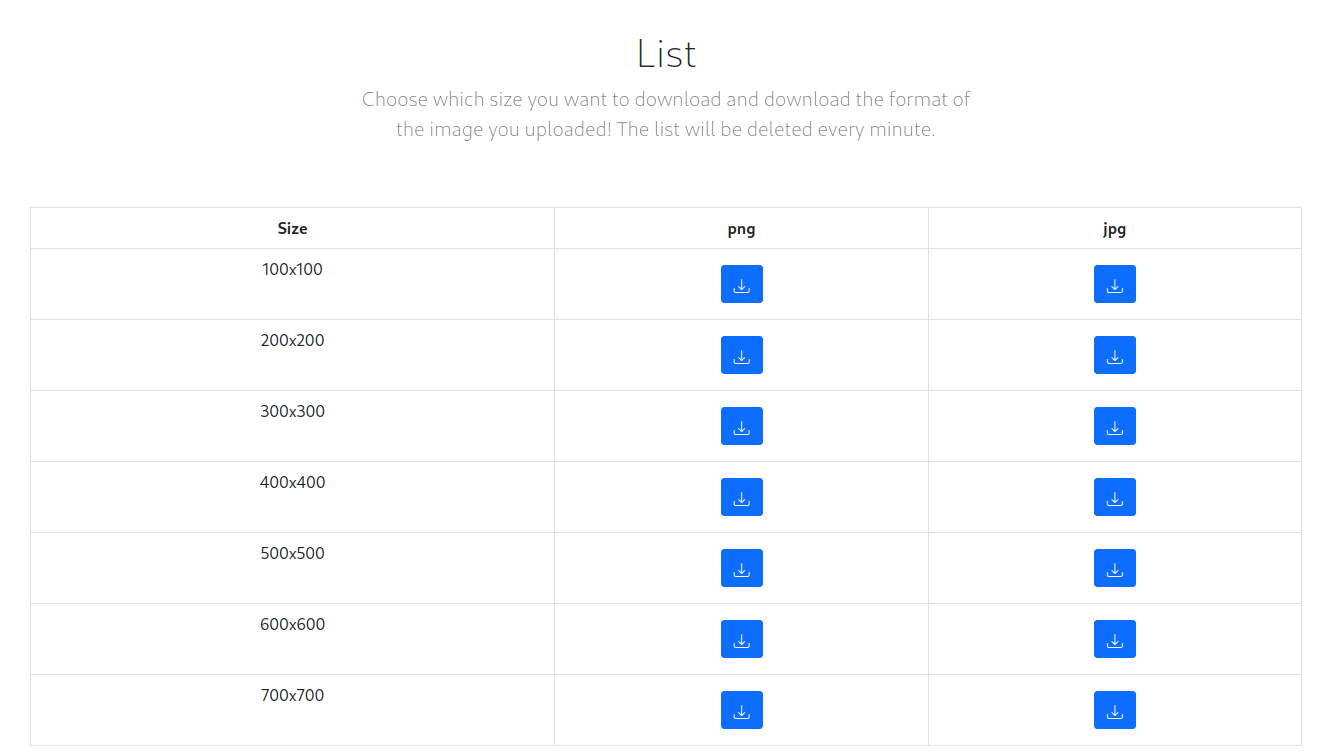 List
Choose which size you want to download and download the format of
the image you uploaded! The list will be deleted every minute.
Size png jpg
100x100
200x200
300x300
400x400
500x500
600x600
700x700